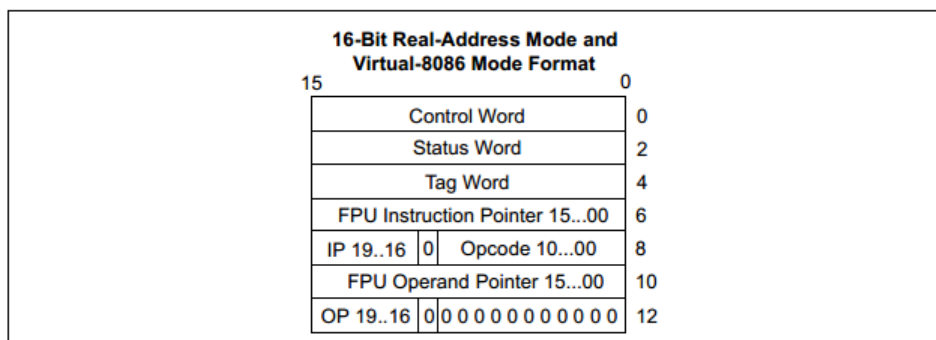 16-Bit Real-Address Mode and
Virtual-8086 Mode Format
15 0
Control Word 0
Status Word 2
Tag Word 4
FPU Instruction Pointer 15...00 6
IP 19..16 0 Opcode 10...00 8
FPU Operand Pointer 15...00 10
OP 19..16 0 0 0 0 0 0 0 0 0 0 0 0 12